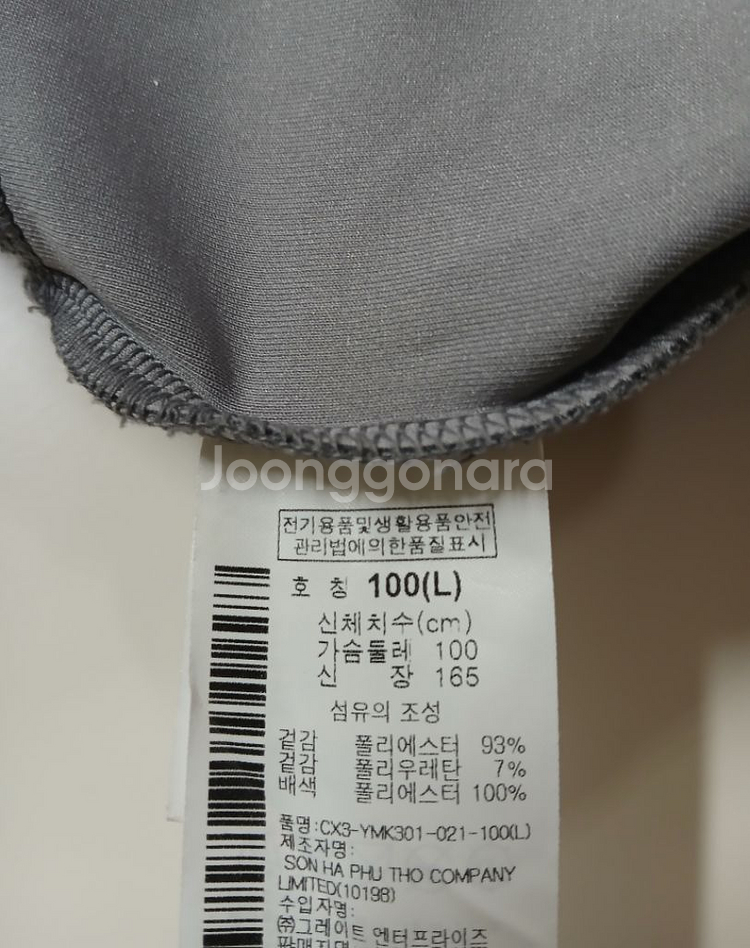 Joonggonara
전기용품및생활용품안전
관리법에의한품질표시
호 칭 100(L)
신체치수(cm)
가슴둘레 100
신 장 165
섬유의 조성
겉감 폴리에스터 93%
겉감 폴리우레탄 7%
배색 폴리에스터 100%
품명:CX3-YMK301-021-100(L)
제조자명:
SON HA PHU THO COMPANY
LIMITED(10198)
수입자명:
㈜그레이트 엔터프라이즈